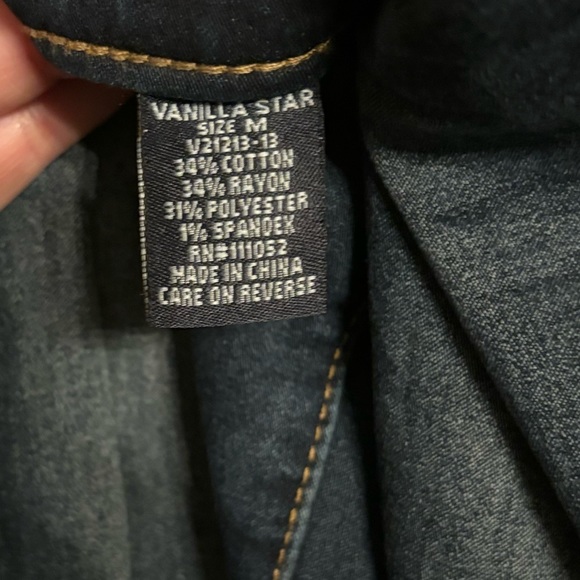 VANILLA STAR
SIZE M
V21213-13
34% COTTON
34% RAYON
31% POLYESTER
1% SPANDEX
RN#111052
MADE IN CHINA
CARE ON REVERSE